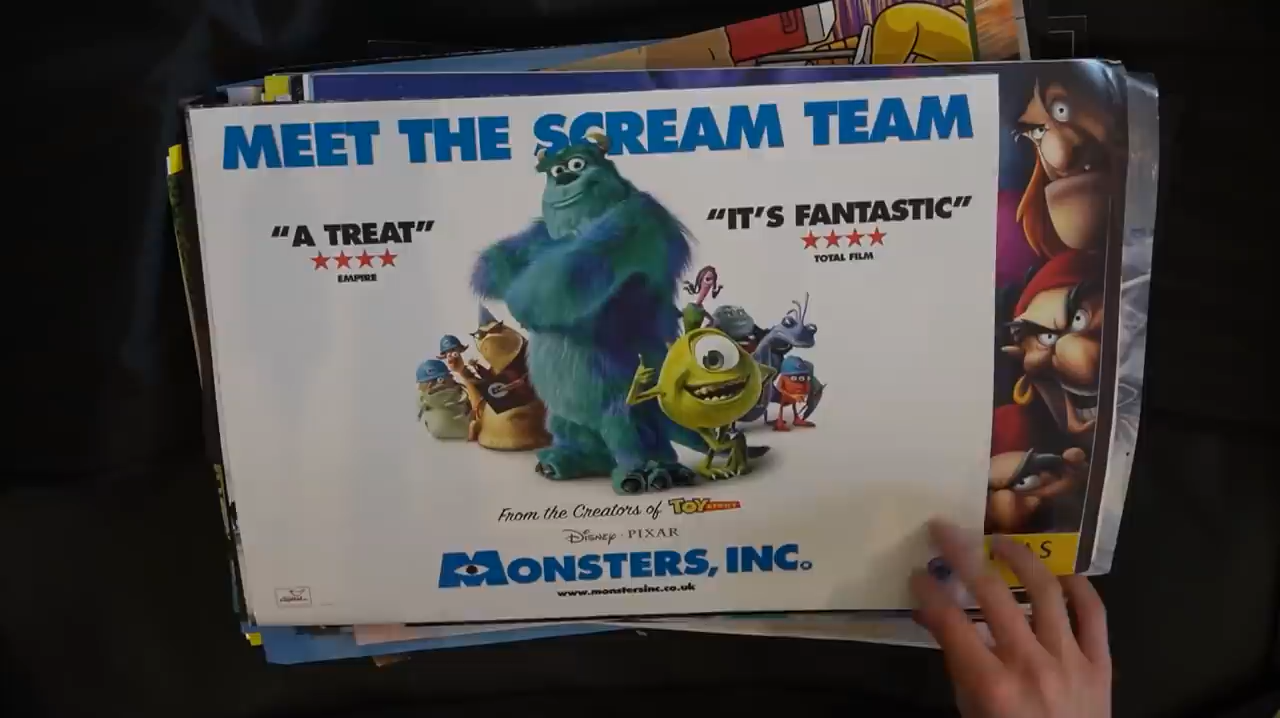 MEET THE SCREAM TEAM
"A TREAT"
EMPIRE
"IT'S FANTASTIC"
TOTAL FILM
From the Creators of TOY STORY
DISNEY · PIXAR
MONSTERS, INC.
www.monstersinc.co.uk